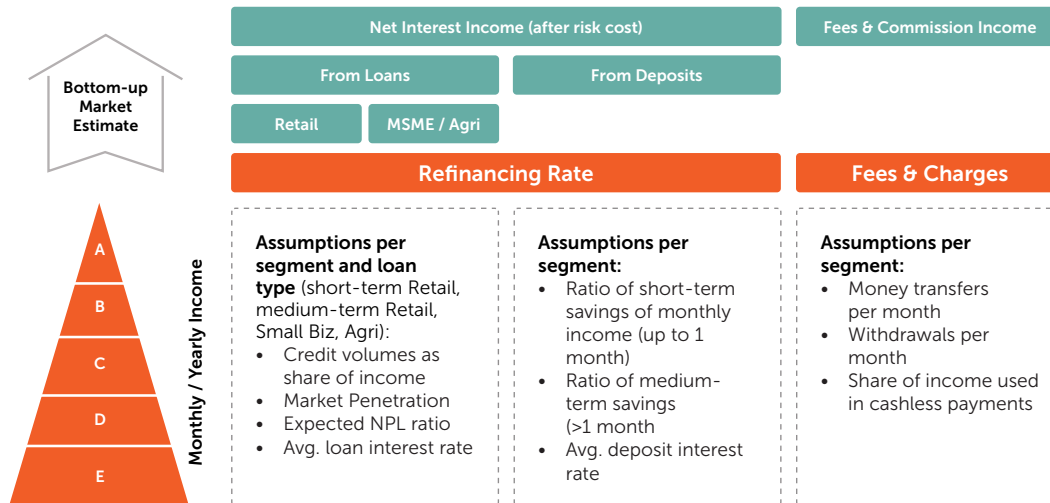 Net Interest Income (after risk cost)
Fees & Commission Income
From Loans
From Deposits
Bottom-up
Market
Estimate
Retail
MSME / Agri
Refinancing Rate
Fees & Charges
A
B
C
D
E
Monthly / Yearly Income
Assumptions per
segment and loan
type (short-term Retail,
medium-term Retail,
Small Biz, Agri):
• Credit volumes as
share of income
• Market Penetration
• Expected NPL ratio
• Avg. loan interest rate
Assumptions per
segment:
• Ratio of short-term
savings of monthly
income (up to 1
month)
• Ratio of medium-
term savings
(>1 month
• Avg. deposit interest
rate
Assumptions per
segment:
• Money transfers
per month
• Withdrawals per
month
• Share of income used
in cashless payments